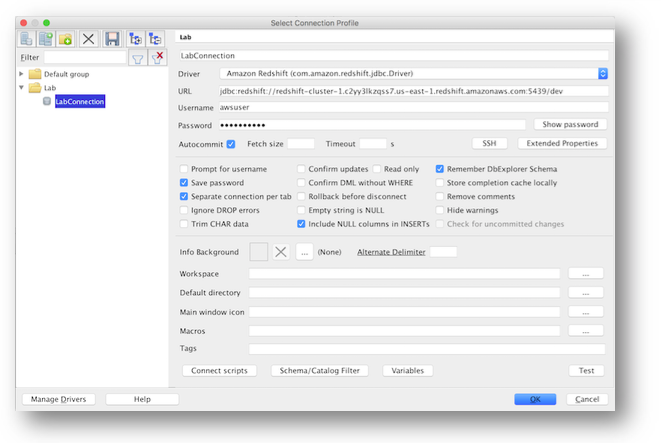 Select Connection Profile
Filter
Default group
Lab
LabConnection
Lab
LabConnection
Driver Amazon Redshift (com.amazon.redshift.jdbc.Driver)
URL jdbc:redshift://redshift-cluster-1.c2yy3lkzqss7.us-east-1.redshift.amazonaws.com:5439/dev
Username awsuser
Password •••••••••• Show password
Autocommit Fetch size Timeout s SSH Extended Properties
Prompt for username Confirm updates Read only Remember DbExplorer Schema
Save password Confirm DML without WHERE Store completion cache locally
Separate connection per tab Rollback before disconnect Remove comments
Ignore DROP errors Empty string is NULL Hide warnings
Trim CHAR data Include NULL columns in INSERTs Check for uncommitted changes
Info Background ... (None) Alternate Delimiter
Workspace ...
Default directory ...
Main window icon ...
Macros ...
Tags
Connect scripts Schema/Catalog Filter Variables Test
Manage Drivers Help OK Cancel